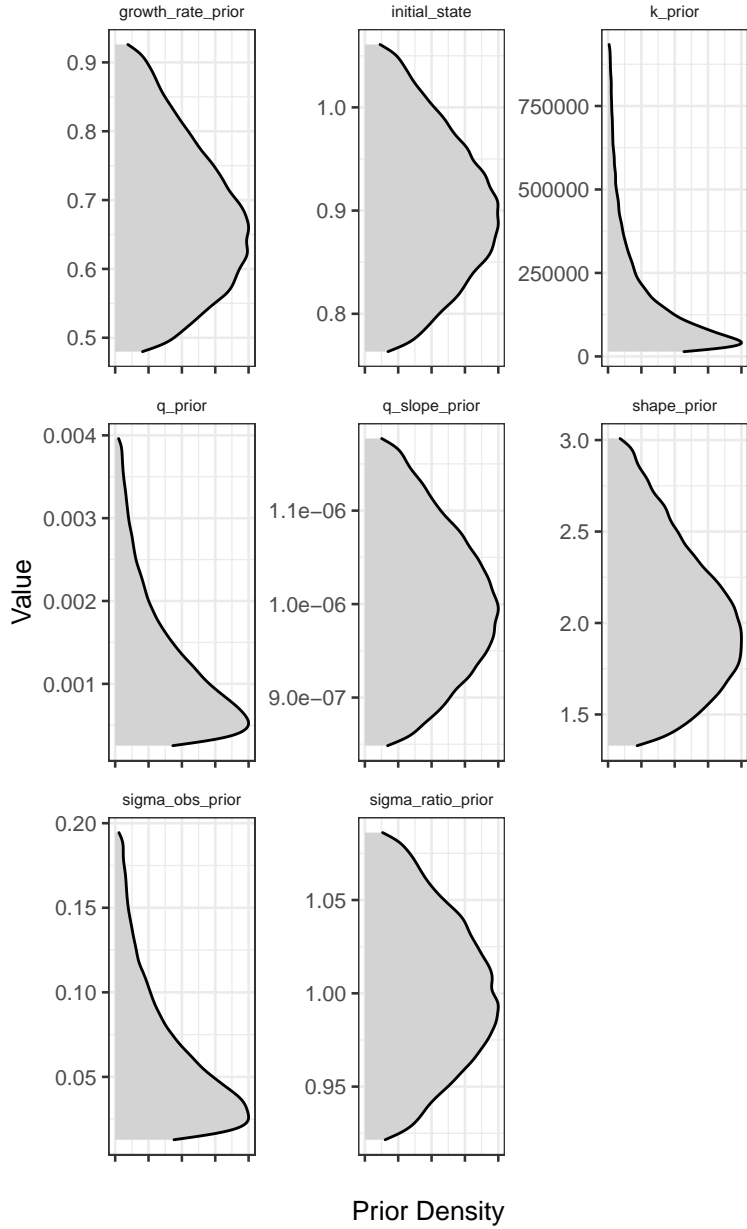 growth_rate_prior
initial_state
k_prior
0.9
0.8
0.7
0.6
0.5
1.0
0.9
0.8
750000
500000
250000
0
q_prior
q_slope_prior
shape_prior
0.004
0.003
0.002
0.001
1.1e−06
1.0e−06
9.0e−07
3.0
2.5
2.0
1.5
Value
sigma_obs_prior
sigma_ratio_prior
0.20
0.15
0.10
0.05
1.05
1.00
0.95
Prior Density